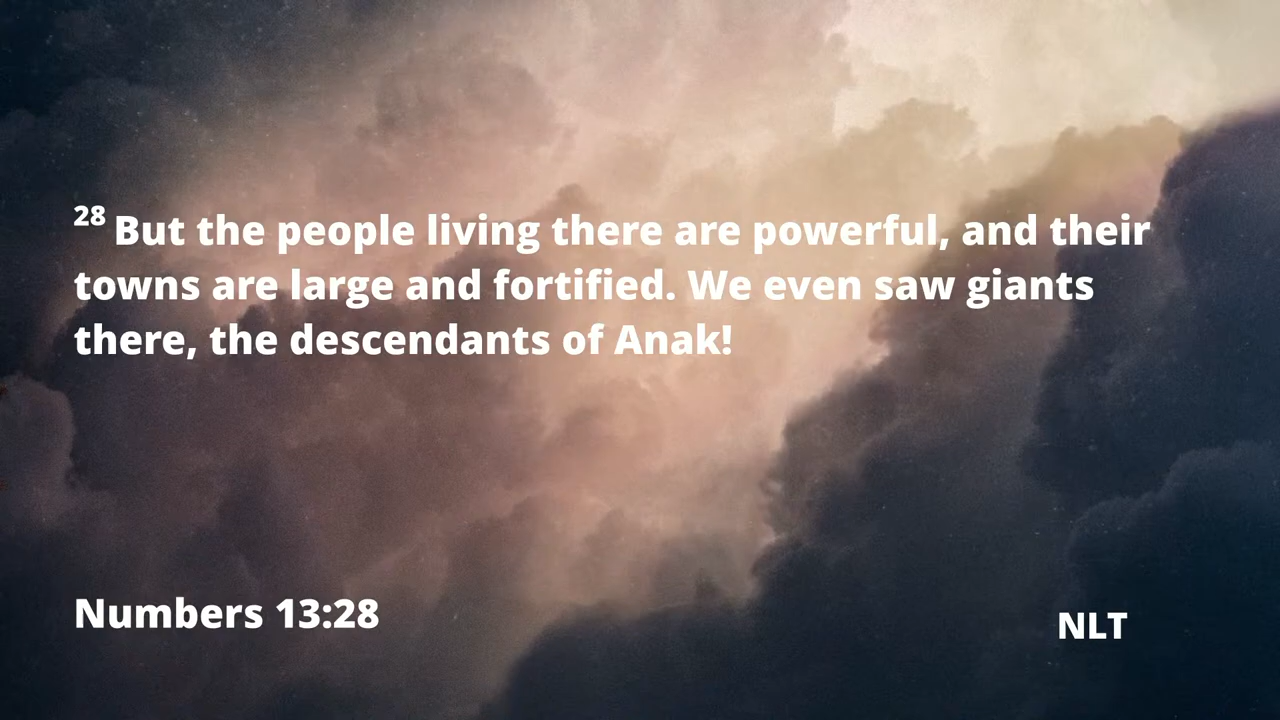 28 But the people living there are powerful, and their
towns are large and fortified. We even saw giants
there, the descendants of Anak!
Numbers 13:28
NLT